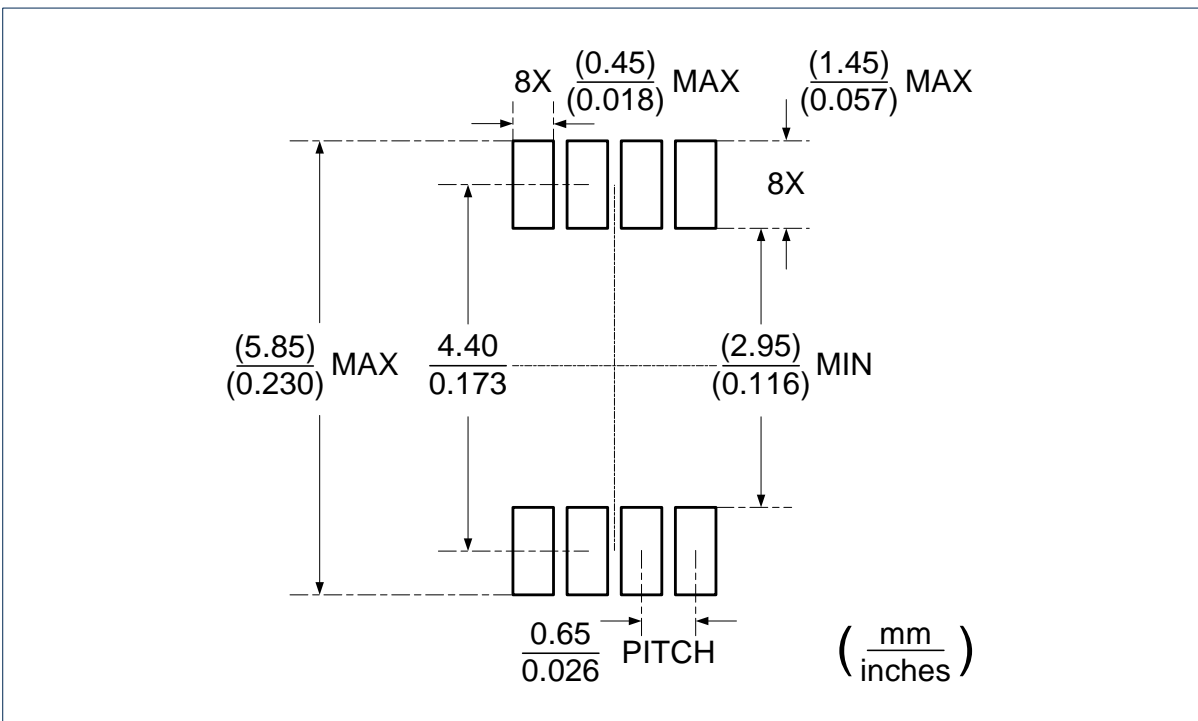 8X (0.45) MAX
(0.018)
(1.45) MAX
(0.057)
8X
(5.85) MAX
(0.230)
4.40
0.173
(2.95) MIN
(0.116)
0.65 PITCH
0.026
(mm
inches)